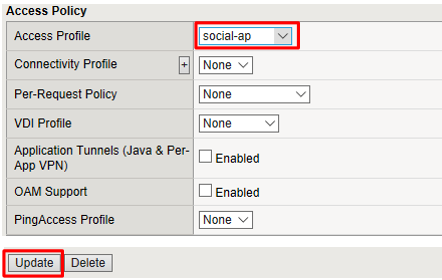 Access Policy
Access Profile social-ap
Connectivity Profile + None
Per-Request Policy None
VDI Profile None
Application Tunnels (Java & Per-
App VPN) Enabled
OAM Support Enabled
PingAccess Profile None
Update Delete